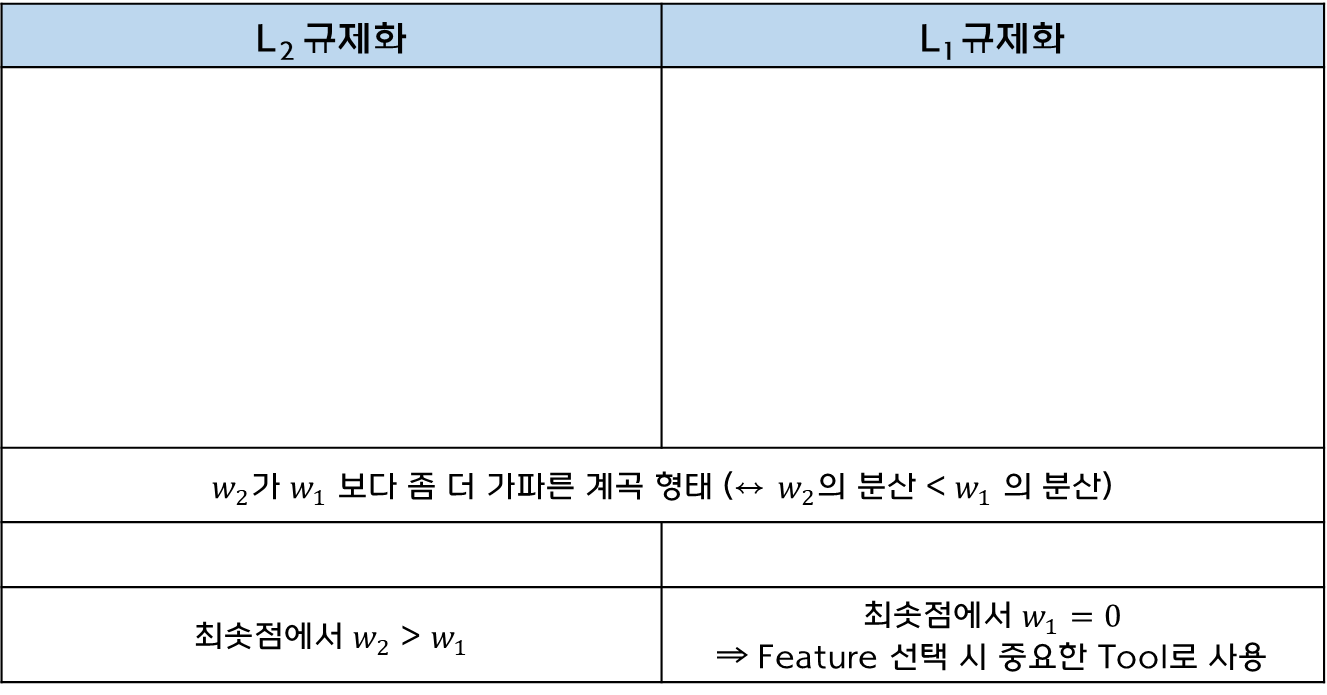 L₂ 규제화
L₁ 규제화
w₂가 w₁ 보다 좀 더 가파른 계곡 형태 (↔ w₂의 분산 < w₁ 의 분산)
최솟점에서 w₂ > w₁
최솟점에서 w₁ = 0
⇒ Feature 선택 시 중요한 Tool로 사용